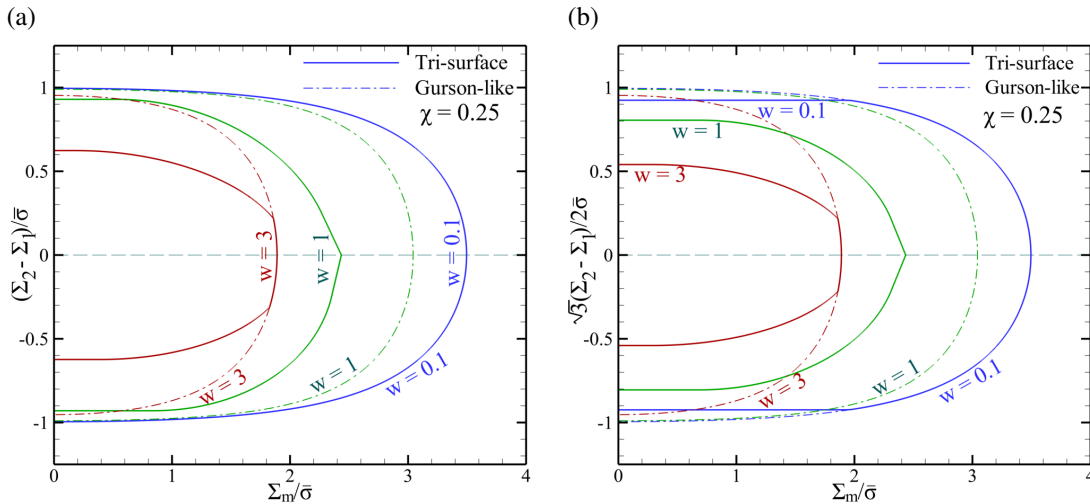 (a)
(Σ₂ - Σ₁)/σ̄
1
0.5
0
-0.5
-1
0
1
2
3
4
Σₘ/σ̄
Tri-surface
Gurson-like
χ = 0.25
w = 3
w = 1
w = 0.1
w = 3
w = 1
w = 0.1
(b)
√3(Σ₂ - Σ₁)/2σ̄
1
0.5
0
-0.5
-1
0
1
2
3
4
Σₘ/σ̄
Tri-surface
Gurson-like
χ = 0.25
w = 0.1
w = 1
w = 3
w = 3
w = 1
w = 0.1